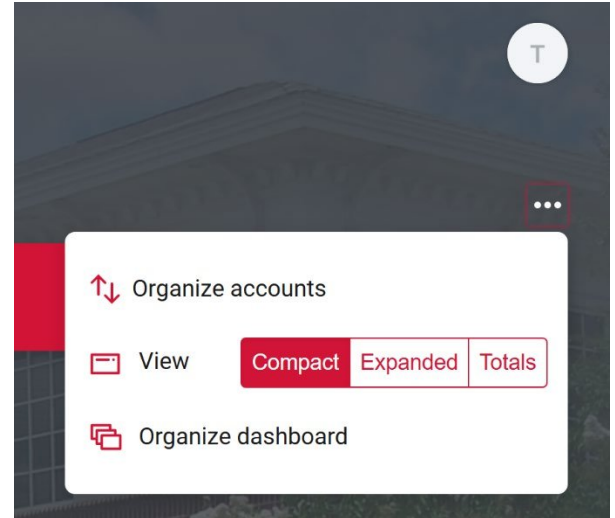 T
Organize accounts
View Compact Expanded Totals
Organize dashboard